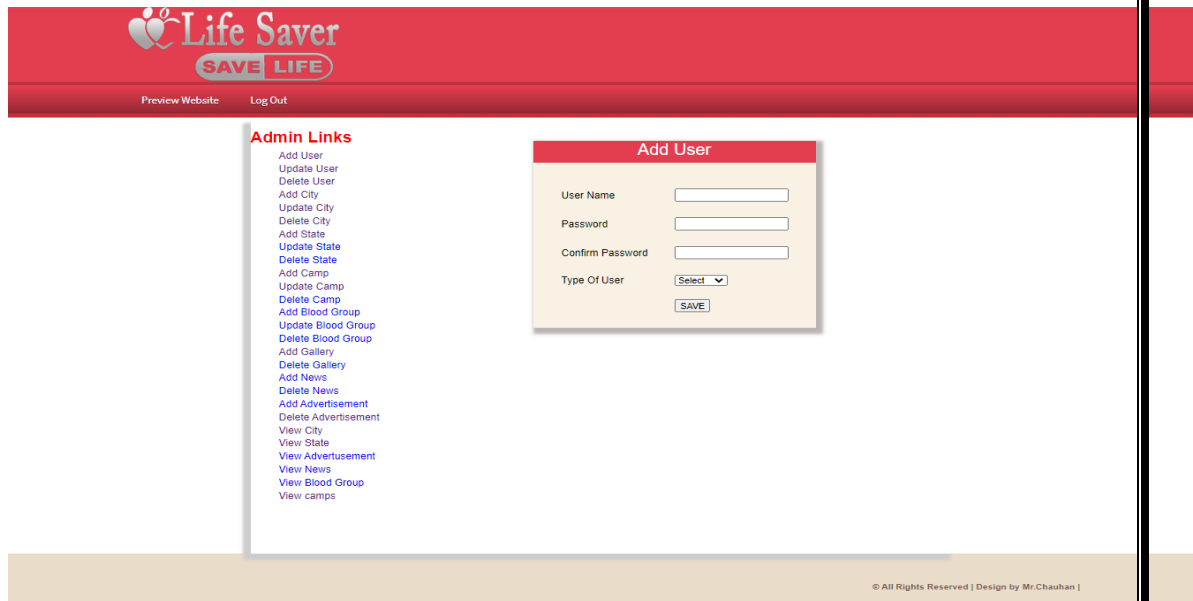 Life Saver
SAVE LIFE
Preview Website Log Out
Admin Links
Add User
Update User
Delete User
Add City
Update City
Delete City
Add State
Update State
Delete State
Add Camp
Update Camp
Delete Camp
Add Blood Group
Update Blood Group
Delete Blood Group
Add Gallery
Delete Gallery
Add News
Delete News
Add Advertisement
Delete Advertisement
View City
View State
View Advertusement
View News
View Blood Group
View camps
Add User
User Name
Password
Confirm Password
Type Of User Select
SAVE
© All Rights Reserved | Design by Mr.Chauhan |